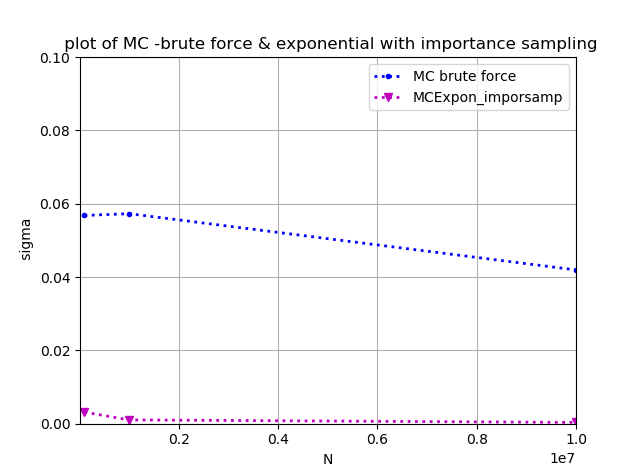 plot of MC -brute force & exponential with importance sampling
MC brute force
MCExpon_imporsamp
0.10
0.08
0.06
0.04
0.02
0.00
sigma
0.2
0.4
0.6
0.8
1.0
1e7
N